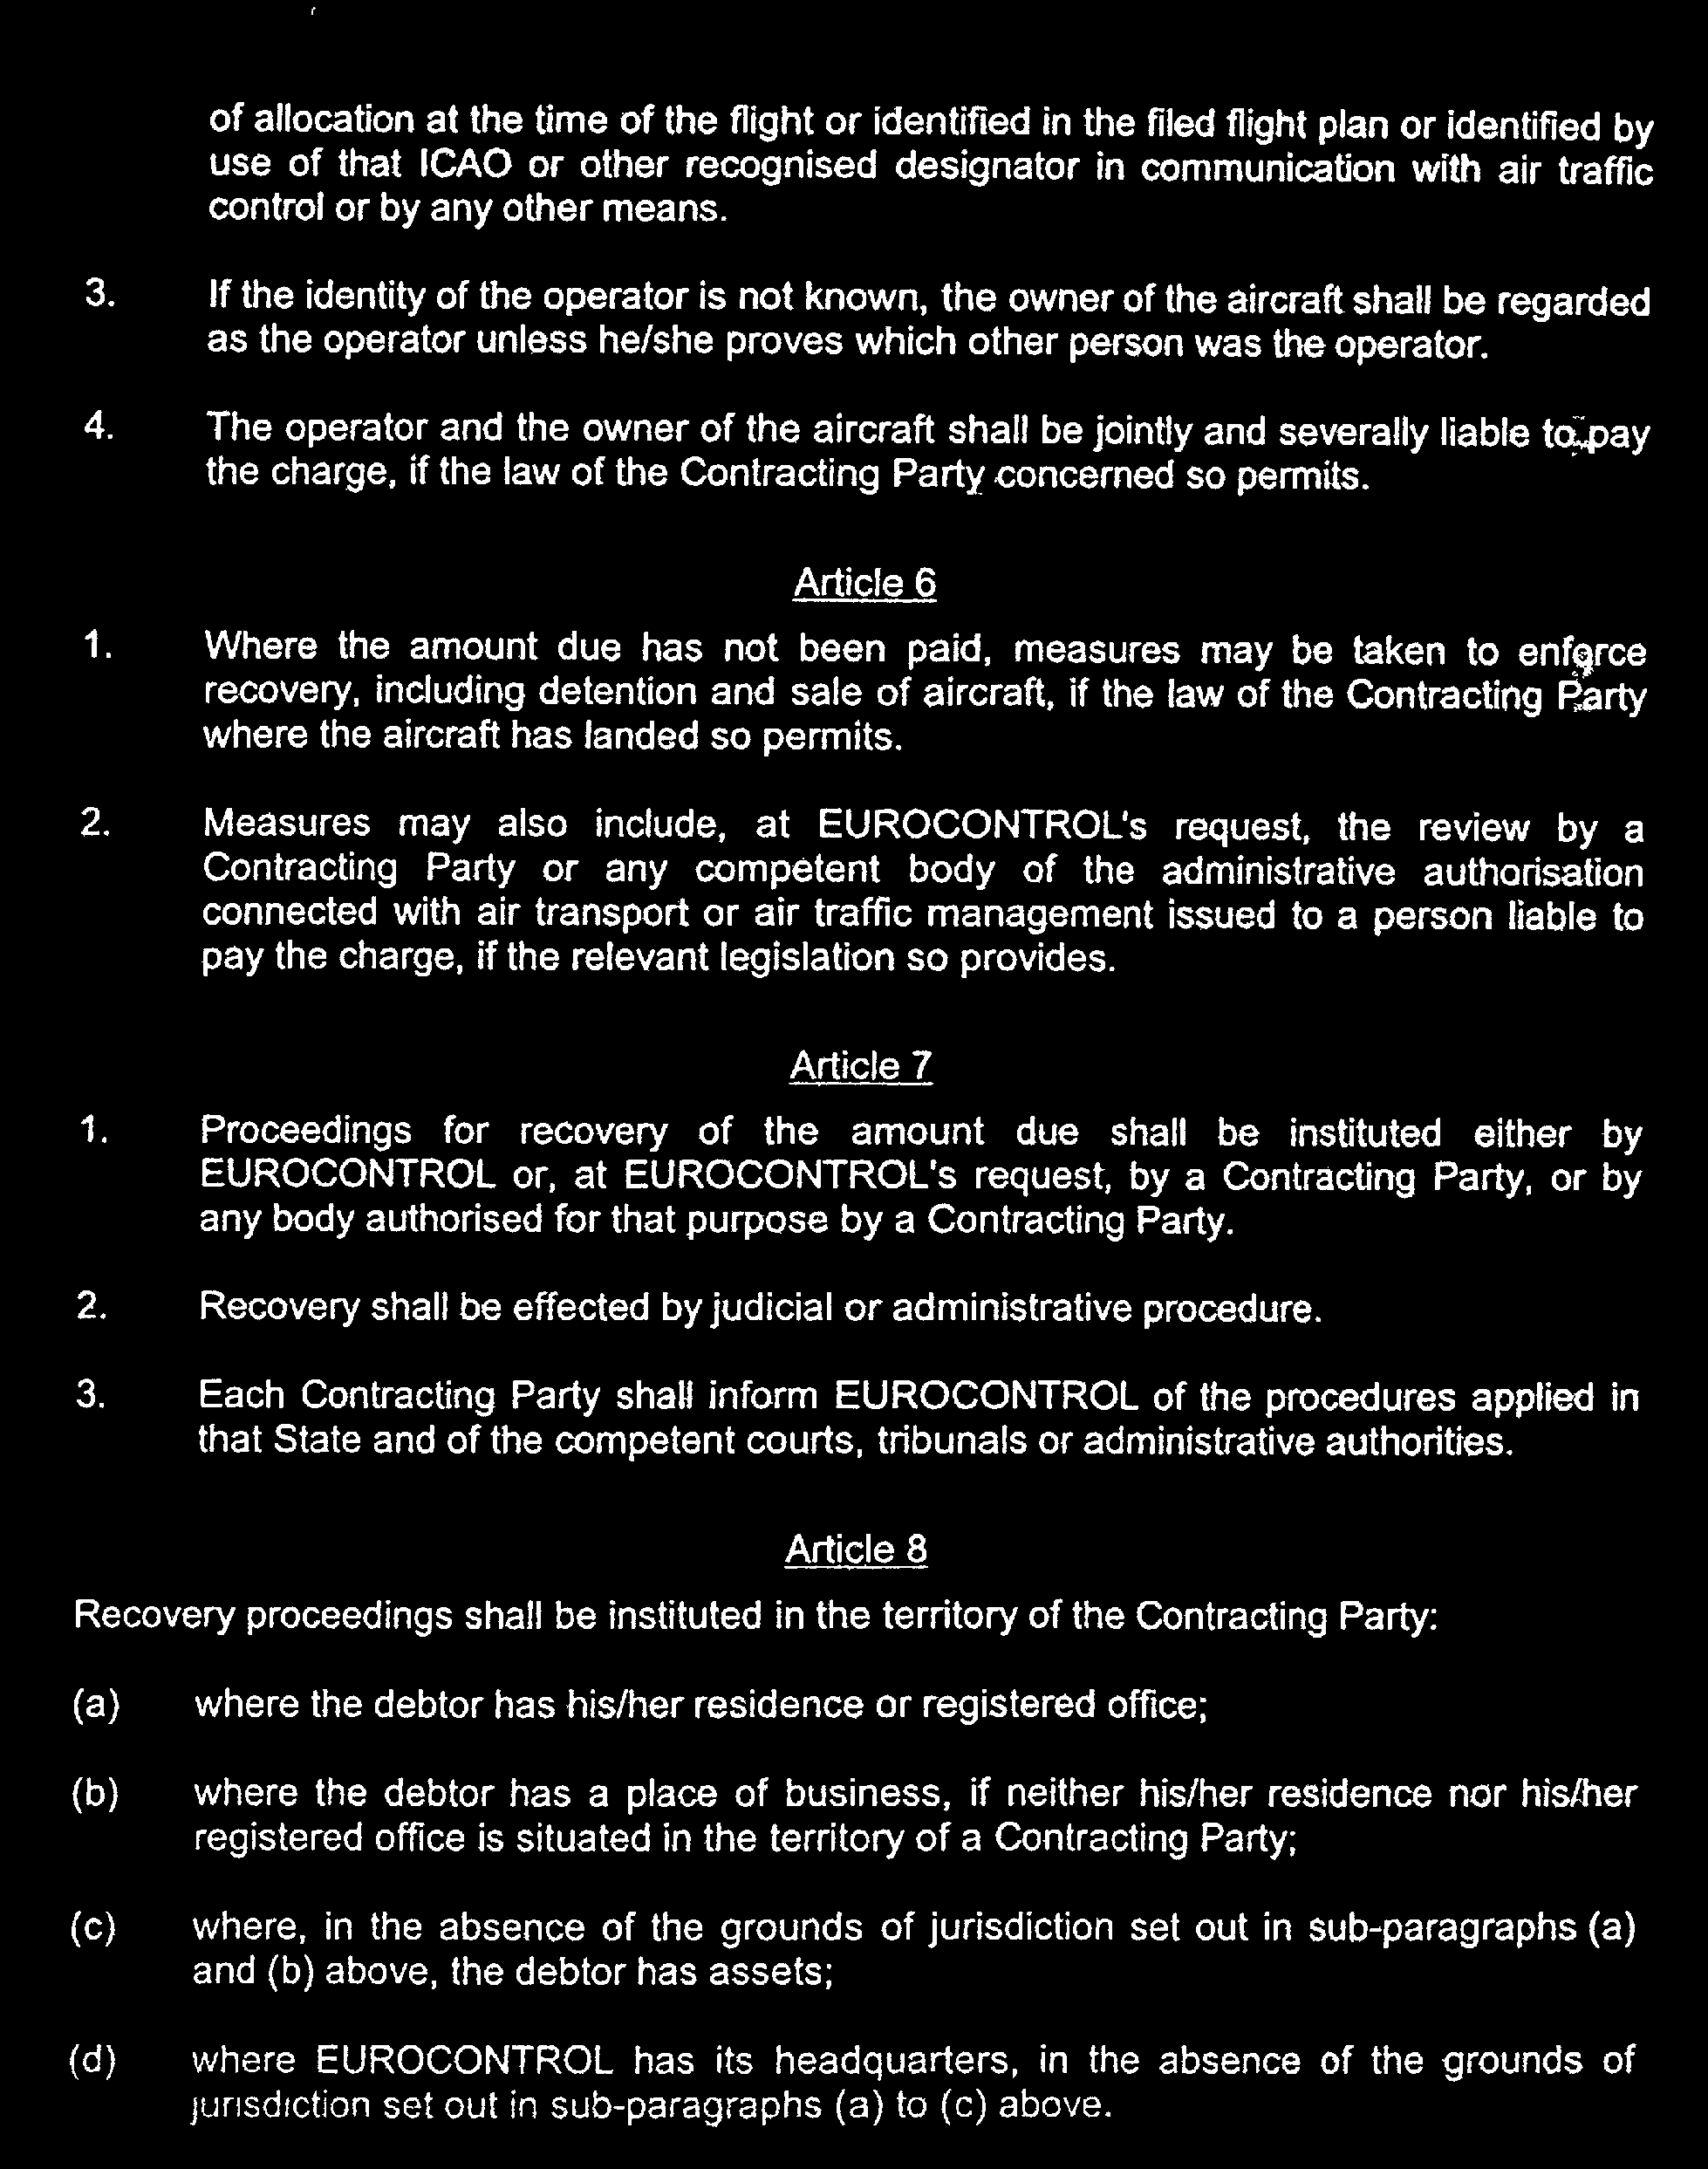 of allocation at the time of the flight or identified in the filed flight plan or identified by
use of that ICAO or other recognised designator in communication with air traffic
control or by any other means.
3. If the identity of the operator is not known, the owner of the aircraft shall be regarded
as the operator unless he/she proves which other person was the operator.
4. The operator and the owner of the aircraft shall be jointly and severally liable to pay
the charge, if the law of the Contracting Party concerned so permits.
Article 6
1. Where the amount due has not been paid, measures may be taken to enforce
recovery, including detention and sale of aircraft, if the law of the Contracting Party
where the aircraft has landed so permits.
2. Measures may also include, at EUROCONTROL's request, the review by a
Contracting Party or any competent body of the administrative authorisation
connected with air transport or air traffic management issued to a person liable to
pay the charge, if the relevant legislation so provides.
Article 7
1. Proceedings for recovery of the amount due shall be instituted either by
EUROCONTROL or, at EUROCONTROL's request, by a Contracting Party, or by
any body authorised for that purpose by a Contracting Party.
2. Recovery shall be effected by judicial or administrative procedure.
3. Each Contracting Party shall inform EUROCONTROL of the procedures applied in
that State and of the competent courts, tribunals or administrative authorities.
Article 8
Recovery proceedings shall be instituted in the territory of the Contracting Party:
(a) where the debtor has his/her residence or registered office;
(b) where the debtor has a place of business, if neither his/her residence nor his/her
registered office is situated in the territory of a Contracting Party;
(c) where, in the absence of the grounds of jurisdiction set out in sub-paragraphs (a)
and (b) above, the debtor has assets;
(d) where EUROCONTROL has its headquarters, in the absence of the grounds of
jurisdiction set out in sub-paragraphs (a) to (c) above.